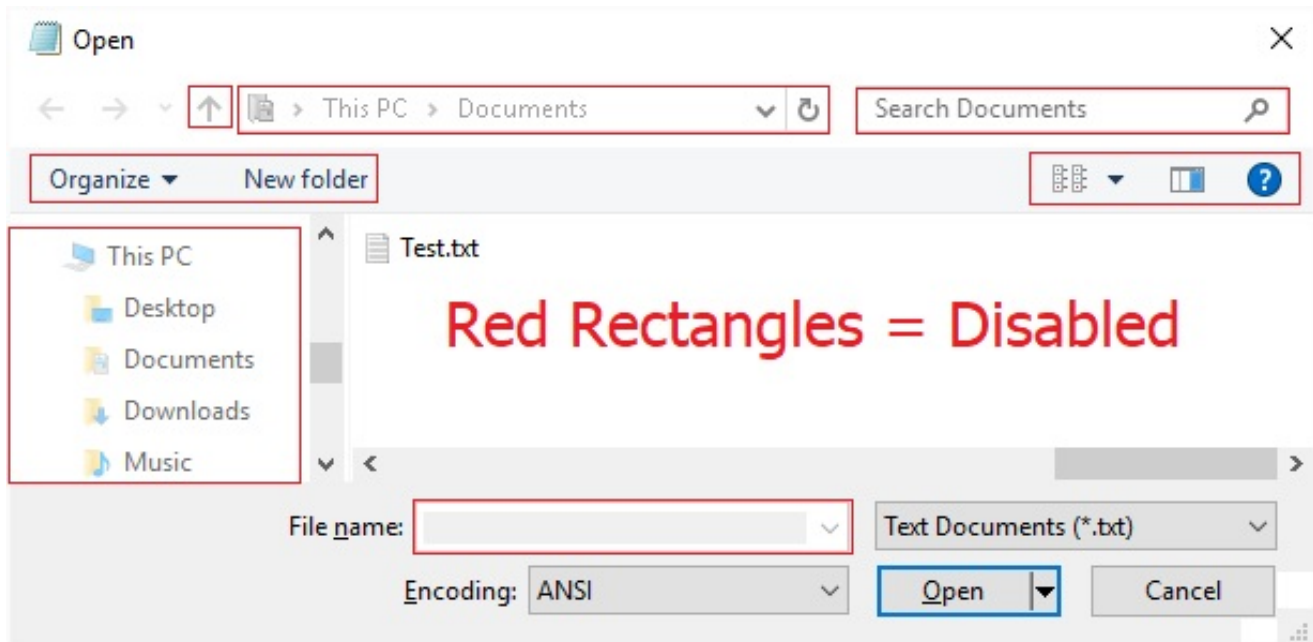 Open
This PC > Documents
Search Documents
Organize New folder
?
This PC
Desktop
Documents
Downloads
Music
Test.txt
Red Rectangles = Disabled
File name:
Text Documents (*.txt)
Encoding: ANSI
Open
Cancel